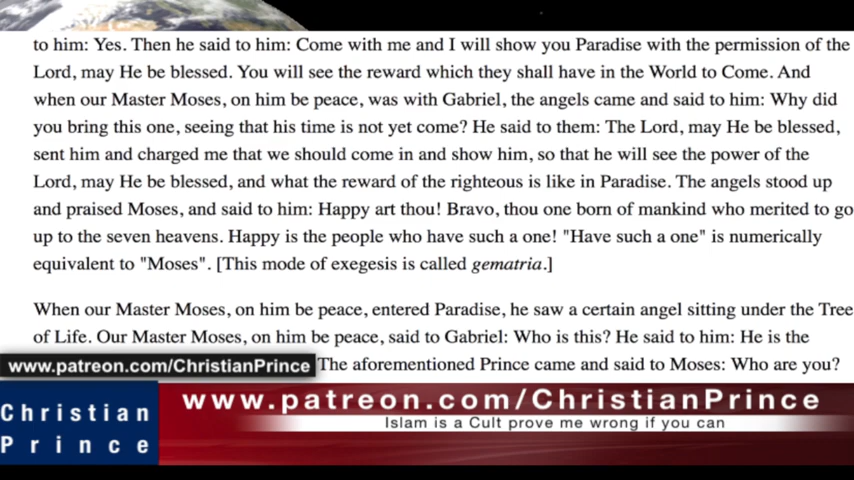 to him: Yes. Then he said to him: Come with me and I will show you Paradise with the permission of the
Lord, may He be blessed. You will see the reward which they shall have in the World to Come. And
when our Master Moses, on him be peace, was with Gabriel, the angels came and said to him: Why did
you bring this one, seeing that his time is not yet come? He said to them: The Lord, may He be blessed,
sent him and charged me that we should come in and show him, so that he will see the power of the
Lord, may He be blessed, and what the reward of the righteous is like in Paradise. The angels stood up
and praised Moses, and said to him: Happy art thou! Bravo, thou one born of mankind who merited to go
up to the seven heavens. Happy is the people who have such a one! "Have such a one" is numerically
equivalent to "Moses". [This mode of exegesis is called gematria.]
When our Master Moses, on him be peace, entered Paradise, he saw a certain angel sitting under the Tree
of Life. Our Master Moses, on him be peace, said to Gabriel: Who is this? He said to him: He is the
www.patreon.com/ChristianPrince The aforementioned Prince came and said to Moses: Who are you?
Christian
Prince
www.patreon.com/ChristianPrince
Islam is a Cult prove me wrong if you can